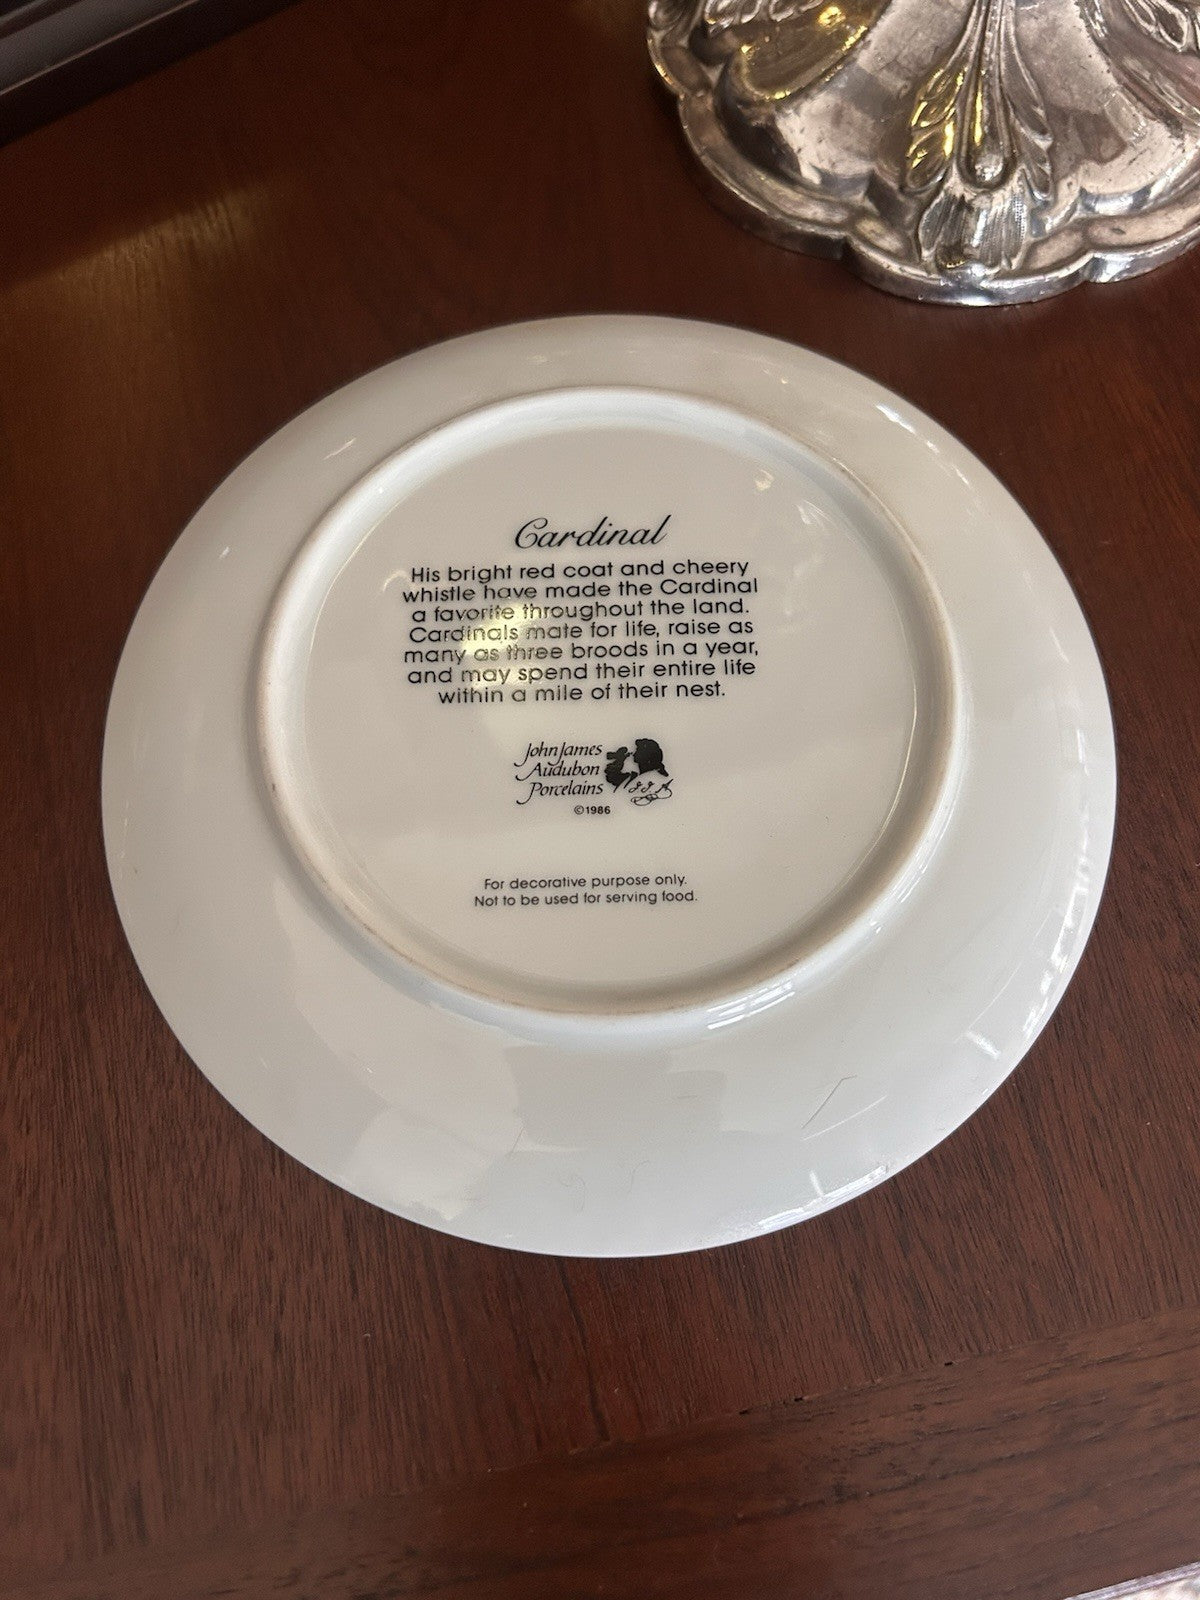 Cardinal
His bright red coat and cheery
whistle have made the Cardinal
a favorite throughout the land.
Cardinals mate for life, raise as
many as three broods in a year,
and may spend their entire life
within a mile of their nest.
John James
Audubon
Porcelains
©1986
For decorative purpose only.
Not to be used for serving food.